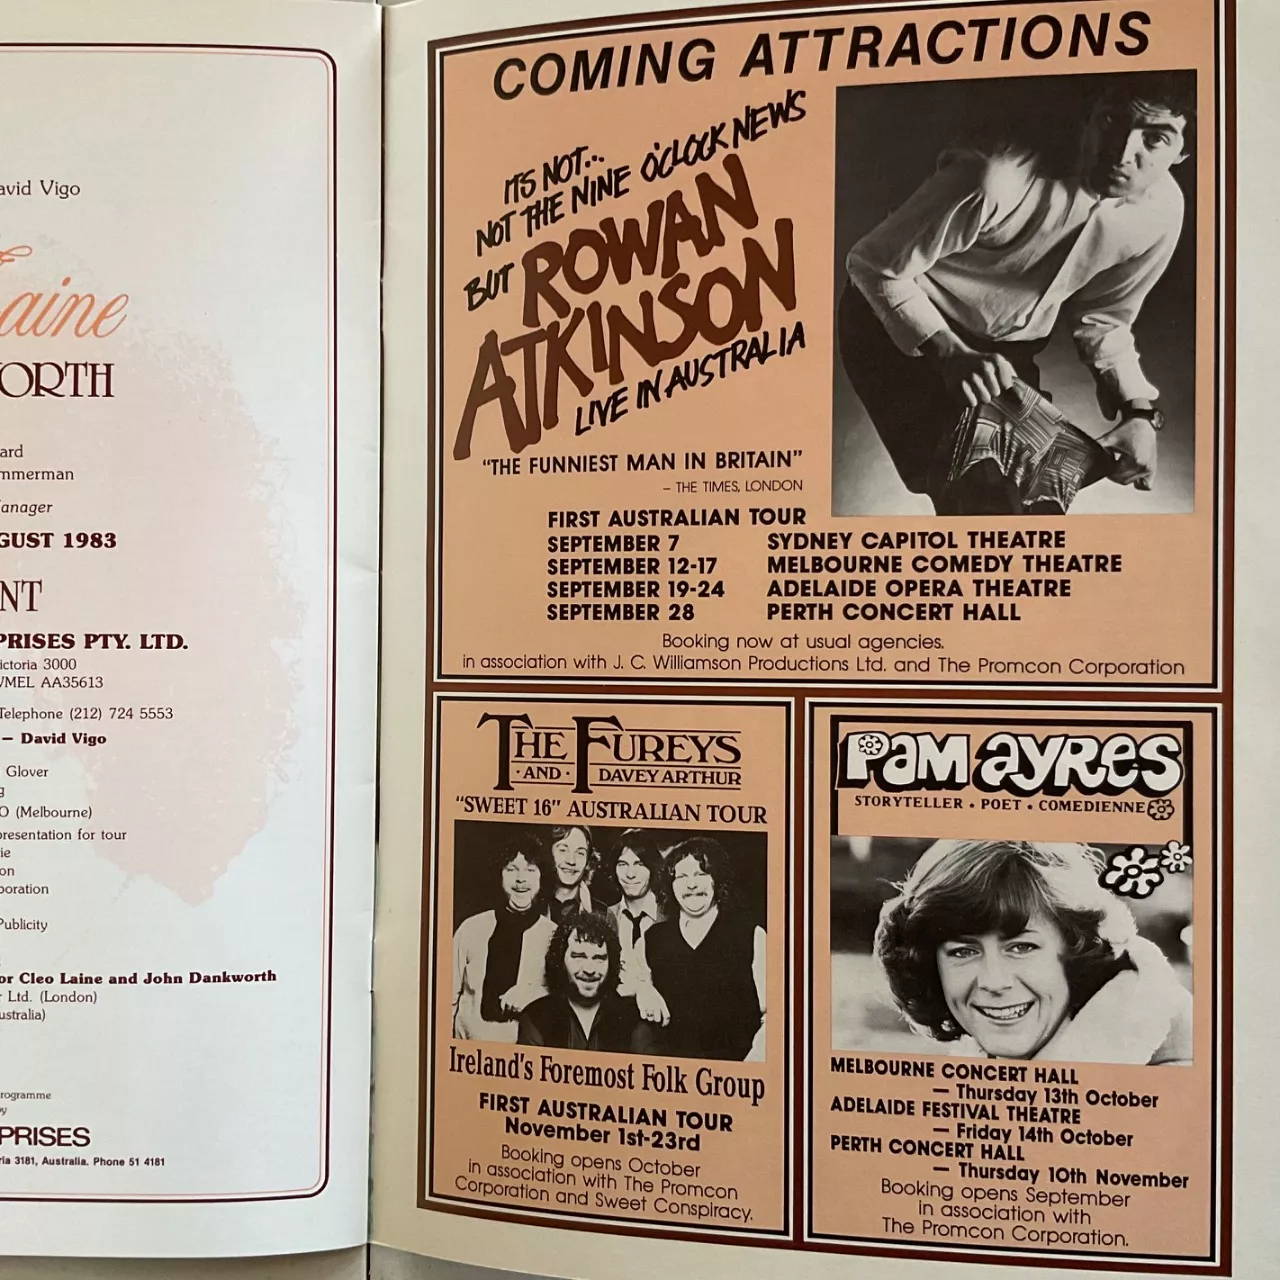 avid Vigo
Laine
ORTH
ard
mmerman
anager
GUST 1983
NT
PRISES PTY. LTD.
ictoria 3000
VMEL AA35613
Telephone (212) 724 5553
– David Vigo
Glover
g
O (Melbourne)
presentation for tour
ie
on
poration
Publicity
or Cleo Laine and John Dankworth
r Ltd. (London)
ustralia)
rogramme
y
PRISES
ria 3181, Australia. Phone 51 4181
COMING ATTRACTIONS
IT'S NOT...
NOT THE NINE O'CLOCK NEWS
BUT ROWAN
ATKINSON
LIVE IN AUSTRALIA
"THE FUNNIEST MAN IN BRITAIN"
– THE TIMES, LONDON
FIRST AUSTRALIAN TOUR
SEPTEMBER 7 SYDNEY CAPITOL THEATRE
SEPTEMBER 12-17 MELBOURNE COMEDY THEATRE
SEPTEMBER 19-24 ADELAIDE OPERA THEATRE
SEPTEMBER 28 PERTH CONCERT HALL
Booking now at usual agencies.
in association with J. C. Williamson Productions Ltd. and The Promcon Corporation
THE FUREYS
·AND· DAVEY ARTHUR
"SWEET 16" AUSTRALIAN TOUR
Ireland's Foremost Folk Group
FIRST AUSTRALIAN TOUR
November 1st-23rd
Booking opens October
in association with The Promcon
Corporation and Sweet Conspiracy.
PAM AYRES
STORYTELLER • POET • COMEDIENNE
MELBOURNE CONCERT HALL
— Thursday 13th October
ADELAIDE FESTIVAL THEATRE
— Friday 14th October
PERTH CONCERT HALL
— Thursday 10th November
Booking opens September
in association with
The Promcon Corporation.